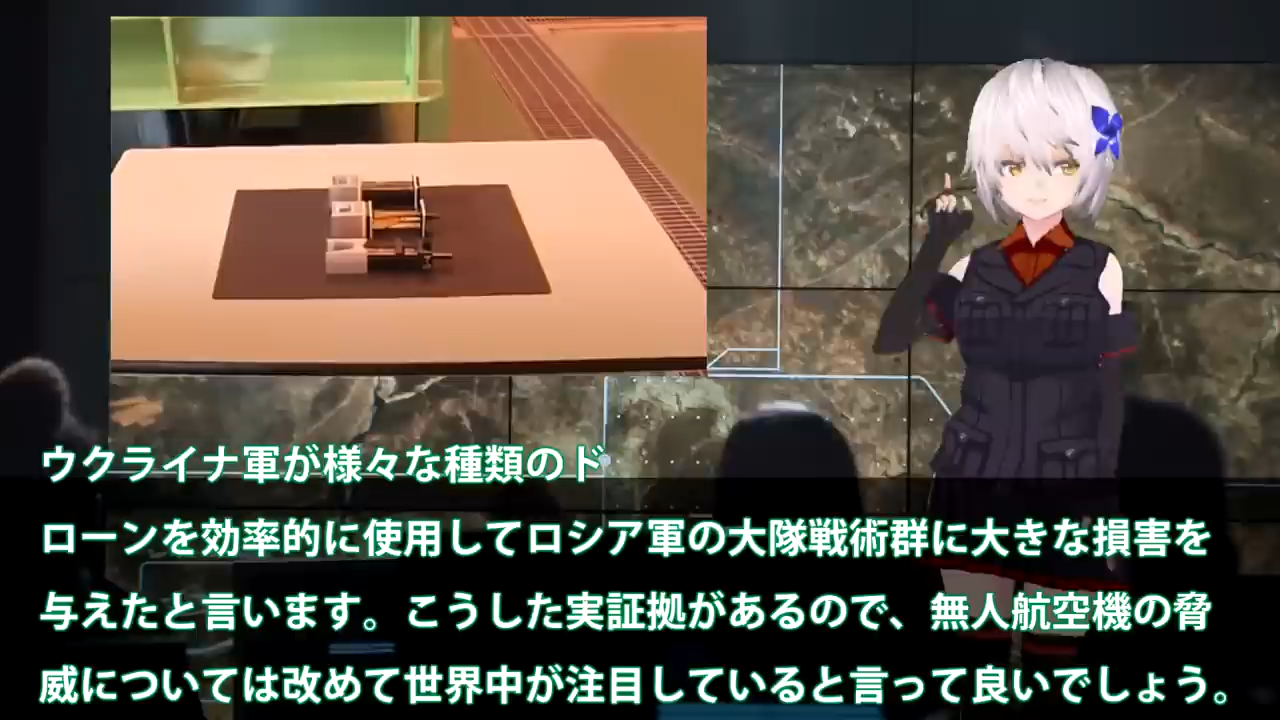 ウクライナ軍が様々な種類のド
ローンを効率的に使用してロシア軍の大隊戦術群に大きな損害を
与えたと言います。こうした実証拠があるので、無人航空機の脅
威については改めて世界中が注目していると言って良いでしょう。